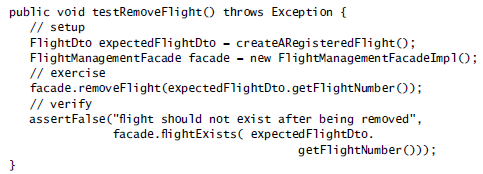 public void testRemoveFlight() throws Exception {
// setup
FlightDto expectedFlightDto = createARegisteredFlight();
FlightManagementFacade facade = new FlightManagementFacadeImpl();
// exercise
facade.removeFlight(expectedFlightDto.getFlightNumber());
// verify
assertFalse("flight should not exist after being removed",
facade.flightExists( expectedFlightDto.
getFlightNumber()));
}